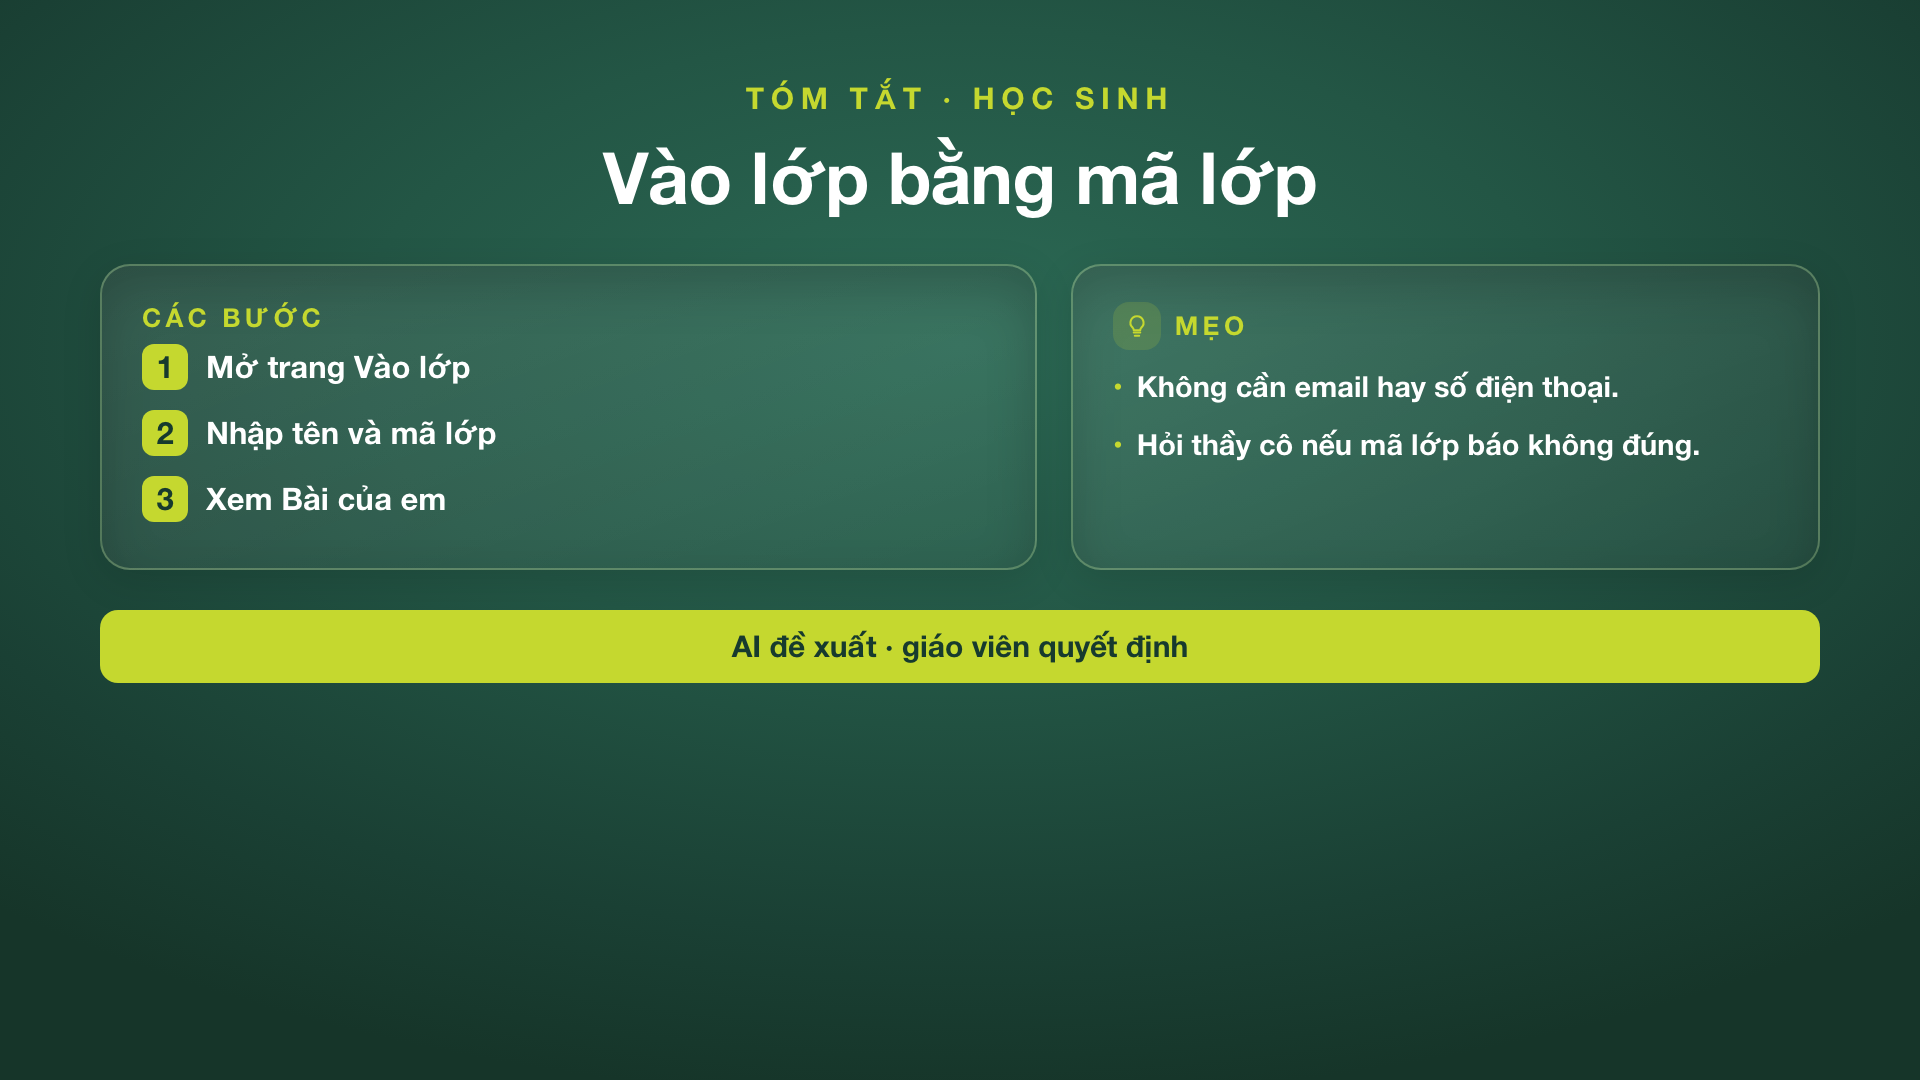 TÓM TẮT · HỌC SINH
Vào lớp bằng mã lớp
CÁC BƯỚC
1 Mở trang Vào lớp
2 Nhập tên và mã lớp
3 Xem Bài của em
MẸO
• Không cần email hay số điện thoại.
• Hỏi thầy cô nếu mã lớp báo không đúng.
AI đề xuất · giáo viên quyết định